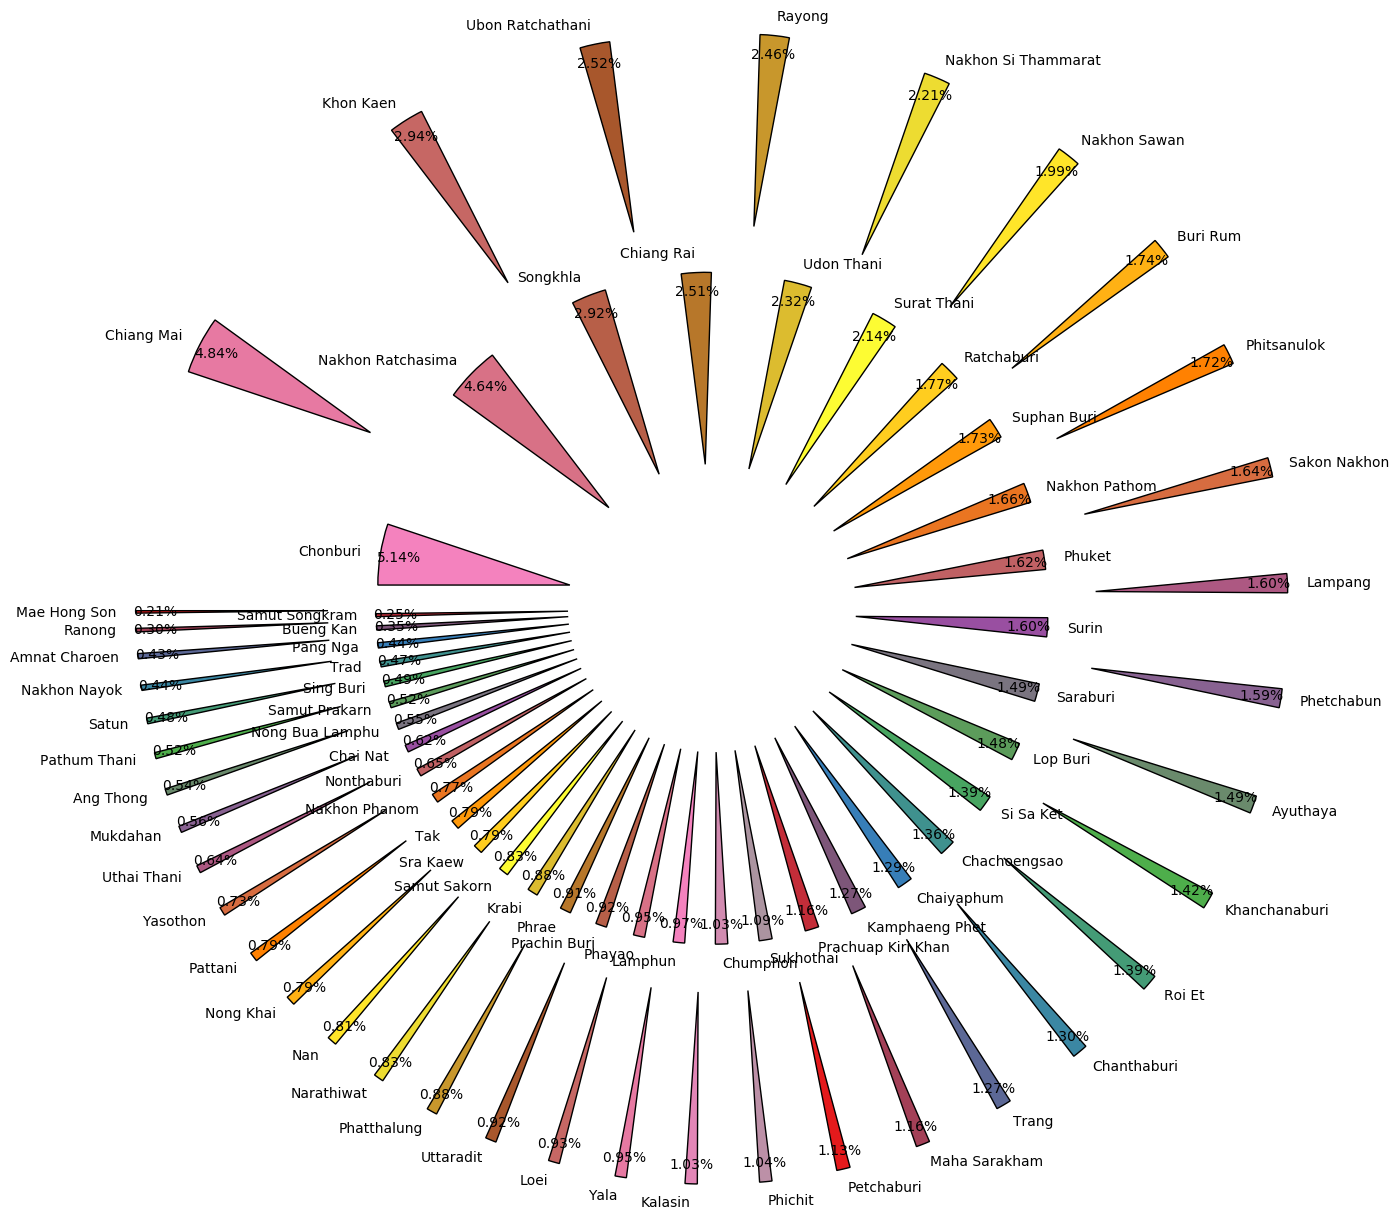 Rayong
2.46%
Ubon Ratchathani
2.52%
Nakhon Si Thammarat
2.21%
Khon Kaen
2.94%
Nakhon Sawan
1.99%
Buri Rum
1.74%
Chiang Rai
2.51%
Udon Thani
2.32%
Songkhla
2.92%
Surat Thani
2.14%
Chiang Mai
4.84%
Phitsanulok
1.72%
Nakhon Ratchasima
4.64%
Ratchaburi
1.77%
Suphan Buri
1.73%
Sakon Nakhon
1.64%
Nakhon Pathom
1.66%
Chonburi
5.14%
Phuket
1.62%
Lampang
1.60%
Mae Hong Son
0.21%
Samut Songkram
0.25%
Ranong
0.30%
Bueng Kan
0.35%
Surin
1.60%
Pang Nga
0.44%
Amnat Charoen
0.43%
Trad
0.47%
Nakhon Nayok
0.44%
Sing Buri
0.49%
Saraburi
1.49%
Phetchabun
1.59%
Samut Prakarn
0.52%
Satun
0.48%
Nong Bua Lamphu
0.55%
Pathum Thani
0.52%
Chai Nat
0.62%
Lop Buri
1.48%
Nonthaburi
0.65%
Ang Thong
0.54%
Nakhon Phanom
0.77%
Si Sa Ket
1.39%
Ayuthaya
1.49%
Mukdahan
0.56%
Tak
0.79%
Sra Kaew
0.79%
Chachoengsao
1.36%
Uthai Thani
0.64%
Samut Sakorn
0.83%
Chaiyaphum
1.29%
Krabi
0.88%
Khanchanaburi
1.42%
Yasothon
0.73%
Phrae
0.91%
Kamphaeng Phet
1.27%
Prachin Buri
0.92%
Prachuap Kiri Khan
1.16%
Phayao
0.95%
Sukhothai
1.09%
Lamphun
0.97%
Chumphon
1.03%
Pattani
0.79%
Roi Et
1.39%
Nong Khai
0.79%
Nan
0.81%
Chanthaburi
1.30%
Narathiwat
0.83%
Trang
1.27%
Phatthalung
0.88%
Uttaradit
0.92%
Maha Sarakham
1.16%
Loei
0.93%
Petchaburi
1.13%
Yala
0.95%
Kalasin
1.03%
Phichit
1.04%